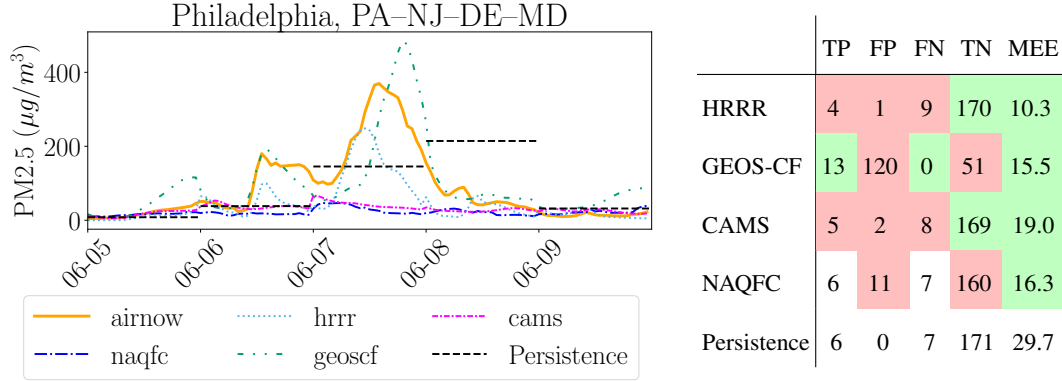 Philadelphia, PA–NJ–DE–MD
PM2.5 (μg/m³)
400
200
0
06-05
06-06
06-07
06-08
06-09
airnow
hrrr
cams
naqfc
geoscf
Persistence
TP FP FN TN MEE
HRRR 4 1 9 170 10.3
GEOS-CF 13 120 0 51 15.5
CAMS 5 2 8 169 19.0
NAQFC 6 11 7 160 16.3
Persistence 6 0 7 171 29.7